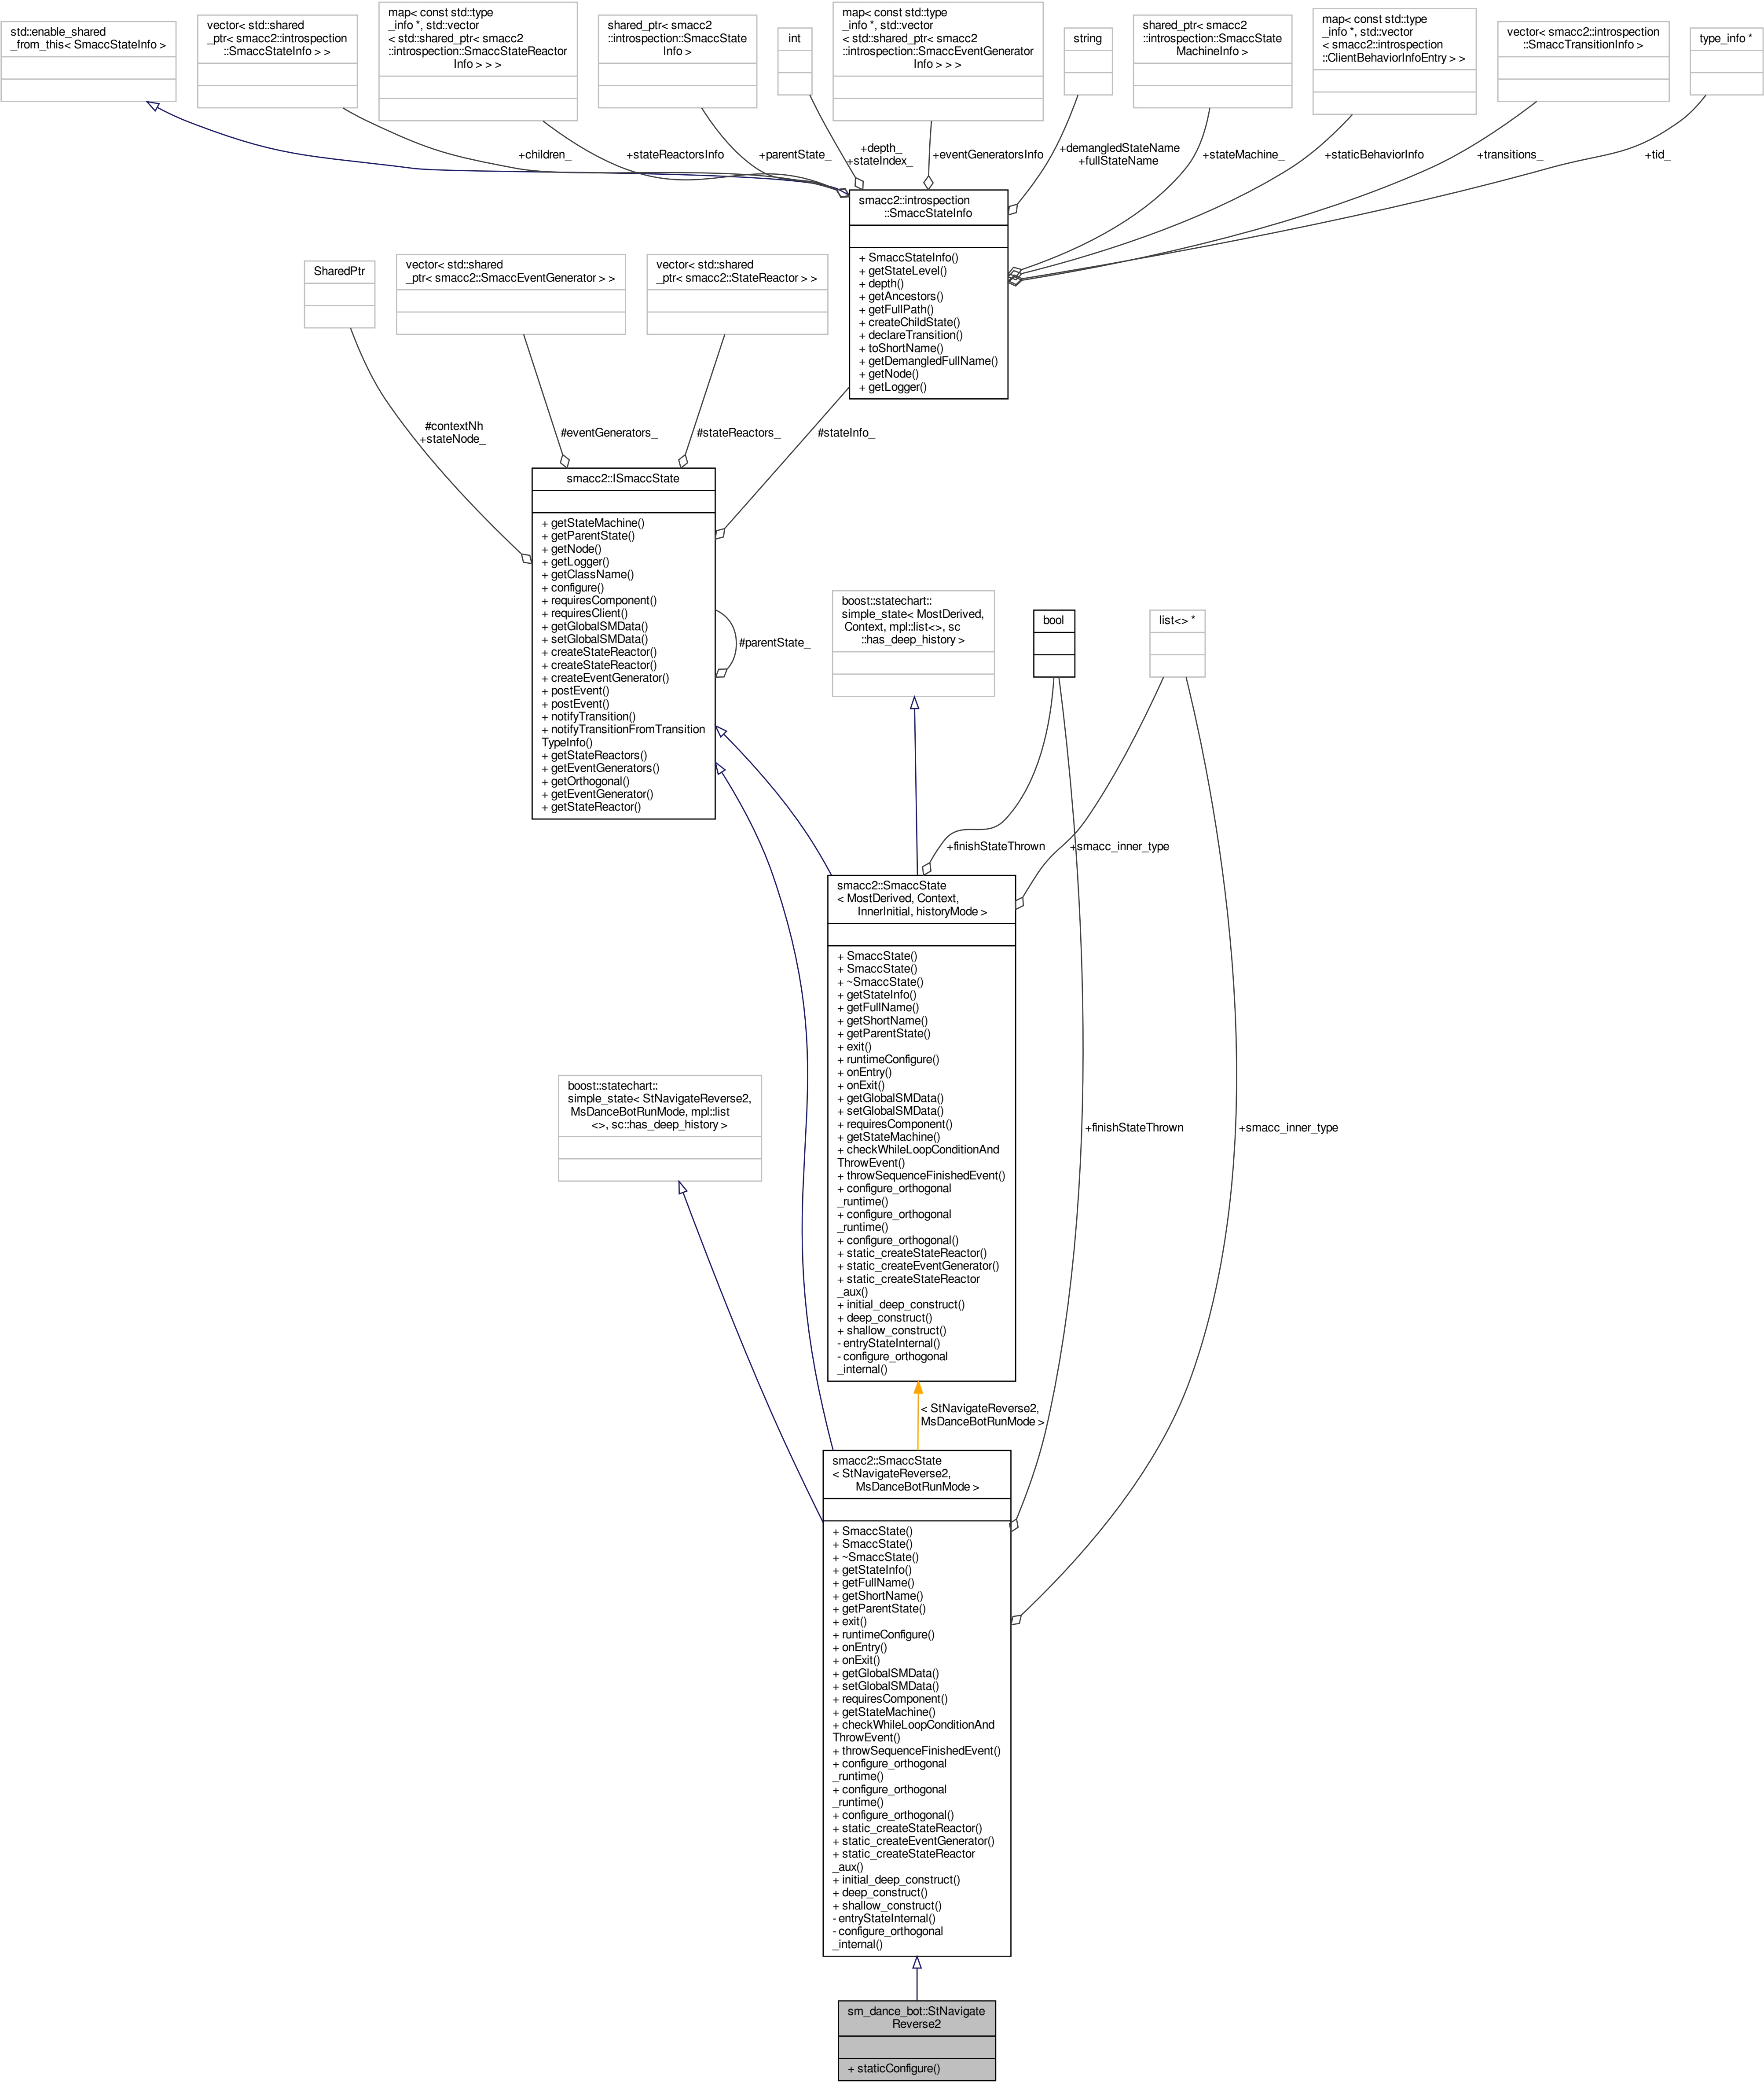 std::enable_shared
_from_this< SmaccStateInfo >
vector< std::shared
_ptr< smacc2::introspection
::SmaccStateInfo > >
map< const std::type
_info *, std::vector
< std::shared_ptr< smacc2
::introspection::SmaccStateReactor
Info > > >
shared_ptr< smacc2
::introspection::SmaccState
Info >
int
map< const std::type
_info *, std::vector
< std::shared_ptr< smacc2
::introspection::SmaccEventGenerator
Info > > >
string
shared_ptr< smacc2
::introspection::SmaccState
MachineInfo >
map< const std::type
_info *, std::vector
< smacc2::introspection
::ClientBehaviorInfoEntry > >
vector< smacc2::introspection
::SmaccTransitionInfo >
type_info *
+children_
+stateReactorsInfo
+parentState_
+depth_
+stateIndex_
+eventGeneratorsInfo
+demangledStateName
+fullStateName
+stateMachine_
+staticBehaviorInfo
+transitions_
+tid_
smacc2::introspection
::SmaccStateInfo
+ SmaccStateInfo()
+ getStateLevel()
+ depth()
+ getAncestors()
+ getFullPath()
+ createChildState()
+ declareTransition()
+ toShortName()
+ getDemangledFullName()
+ getNode()
+ getLogger()
SharedPtr
vector< std::shared
_ptr< smacc2::SmaccEventGenerator > >
vector< std::shared
_ptr< smacc2::StateReactor > >
#contextNh
+stateNode_
#eventGenerators_
#stateReactors_
#stateInfo_
smacc2::ISmaccState
+ getStateMachine()
+ getParentState()
+ getNode()
+ getLogger()
+ getClassName()
+ configure()
+ requiresComponent()
+ requiresClient()
+ getGlobalSMData()
+ setGlobalSMData()
+ createStateReactor()
+ createStateReactor()
+ createEventGenerator()
+ postEvent()
+ postEvent()
+ notifyTransition()
+ notifyTransitionFromTransition
TypeInfo()
+ getStateReactors()
+ getEventGenerators()
+ getOrthogonal()
+ getEventGenerator()
+ getStateReactor()
#parentState_
boost::statechart::
simple_state< MostDerived,
Context, mpl::list<>, sc
::has_deep_history >
bool
list<> *
+finishStateThrown
+smacc_inner_type
smacc2::SmaccState
< MostDerived, Context,
InnerInitial, historyMode >
+ SmaccState()
+ SmaccState()
+ ~SmaccState()
+ getStateInfo()
+ getFullName()
+ getShortName()
+ getParentState()
+ exit()
+ runtimeConfigure()
+ onEntry()
+ onExit()
+ getGlobalSMData()
+ setGlobalSMData()
+ requiresComponent()
+ getStateMachine()
+ checkWhileLoopConditionAnd
ThrowEvent()
+ throwSequenceFinishedEvent()
+ configure_orthogonal
_runtime()
+ configure_orthogonal
_runtime()
+ configure_orthogonal()
+ static_createStateReactor()
+ static_createEventGenerator()
+ static_createStateReactor
_aux()
+ initial_deep_construct()
+ deep_construct()
+ shallow_construct()
- entryStateInternal()
- configure_orthogonal
_internal()
boost::statechart::
simple_state< StNavigateReverse2,
MsDanceBotRunMode, mpl::list
<>, sc::has_deep_history >
+finishStateThrown
+smacc_inner_type
< StNavigateReverse2,
MsDanceBotRunMode >
smacc2::SmaccState
< StNavigateReverse2,
MsDanceBotRunMode >
+ SmaccState()
+ SmaccState()
+ ~SmaccState()
+ getStateInfo()
+ getFullName()
+ getShortName()
+ getParentState()
+ exit()
+ runtimeConfigure()
+ onEntry()
+ onExit()
+ getGlobalSMData()
+ setGlobalSMData()
+ requiresComponent()
+ getStateMachine()
+ checkWhileLoopConditionAnd
ThrowEvent()
+ throwSequenceFinishedEvent()
+ configure_orthogonal
_runtime()
+ configure_orthogonal
_runtime()
+ configure_orthogonal()
+ static_createStateReactor()
+ static_createEventGenerator()
+ static_createStateReactor
_aux()
+ initial_deep_construct()
+ deep_construct()
+ shallow_construct()
- entryStateInternal()
- configure_orthogonal
_internal()
sm_dance_bot::StNavigate
Reverse2
+ staticConfigure()